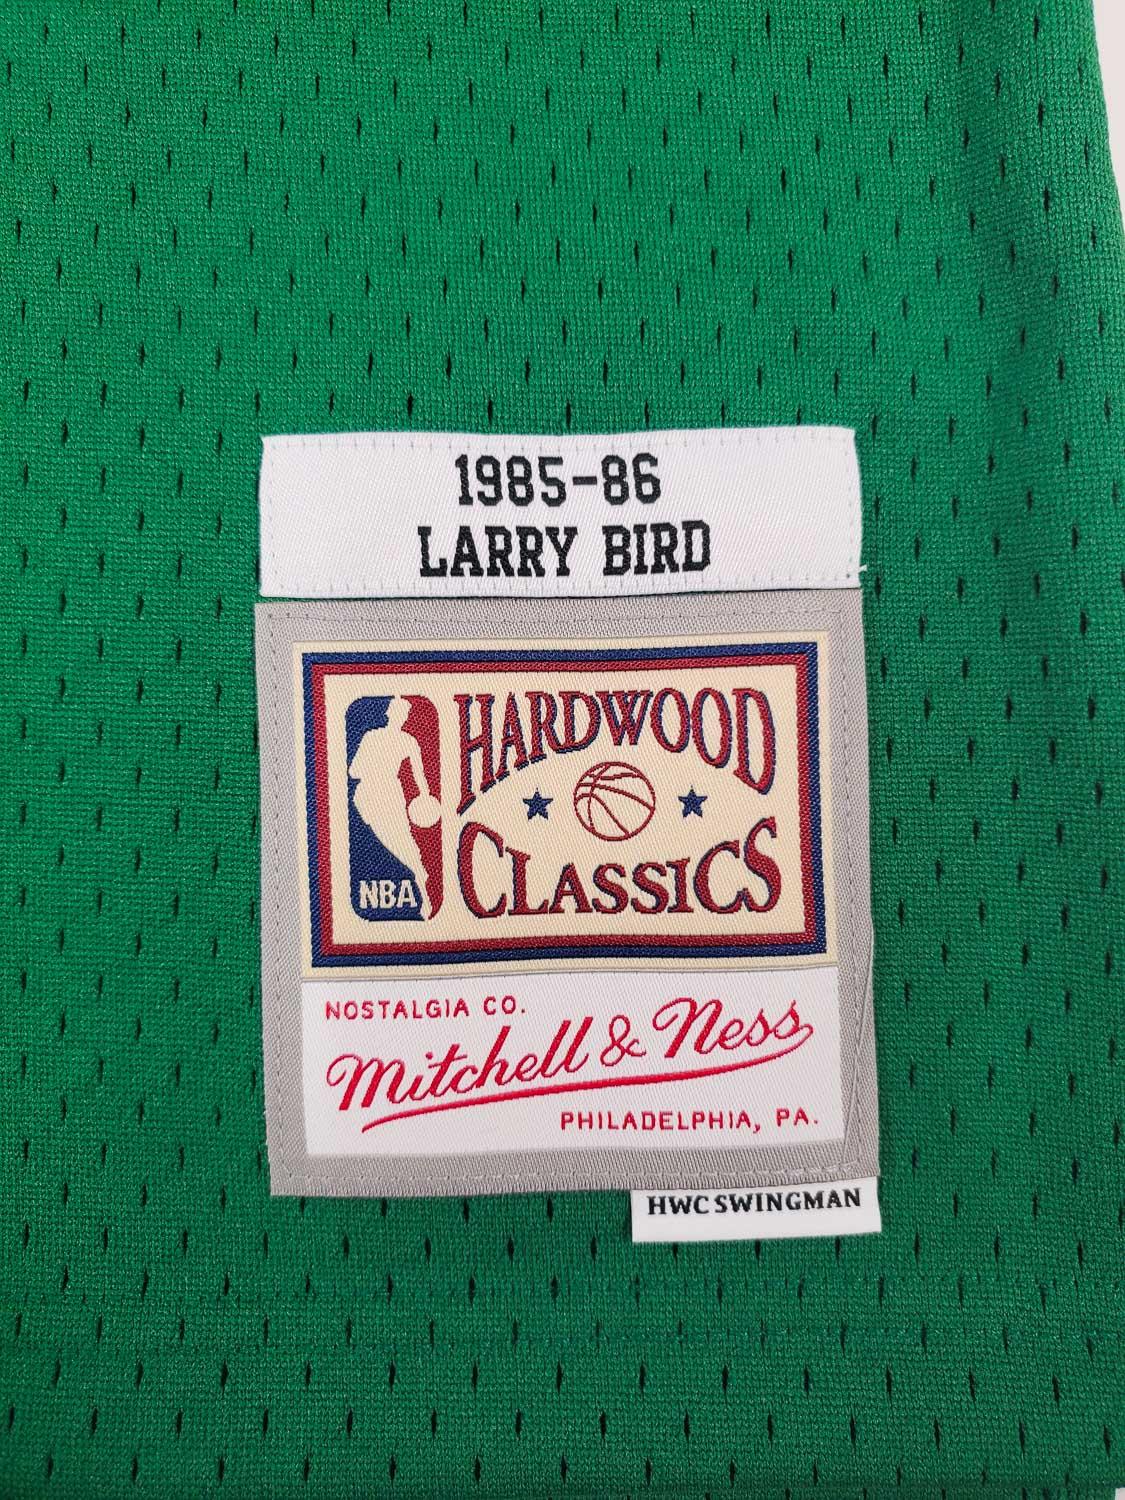 1985-86
LARRY BIRD
HARDWOOD
CLASSICS
NBA
NOSTALGIA CO.
Mitchell & Ness
PHILADELPHIA, PA.
HWC SWINGMAN